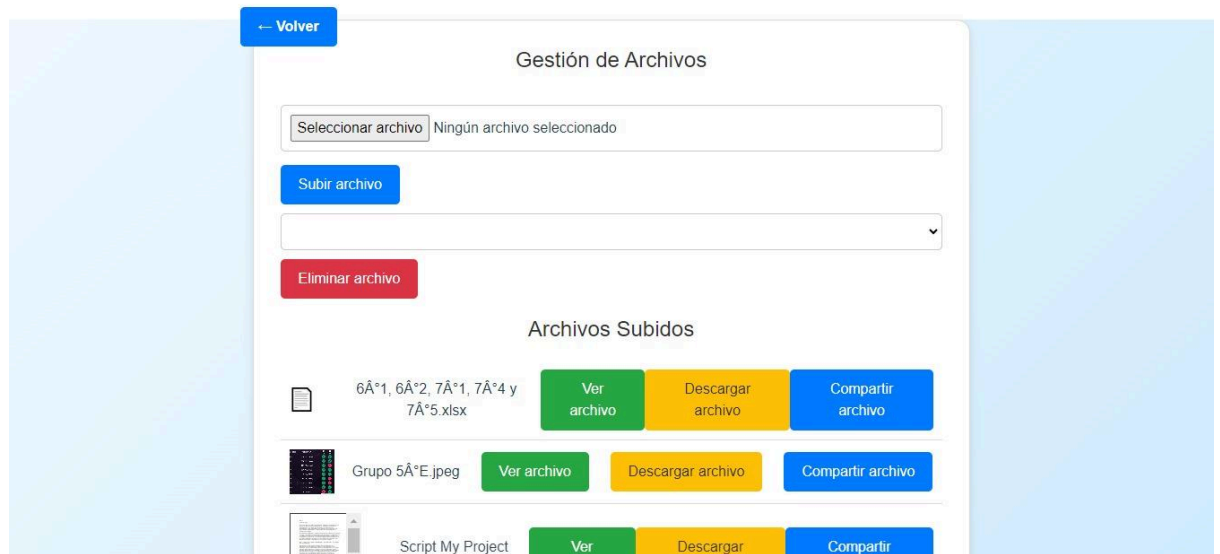 ← Volver
Gestión de Archivos
Seleccionar archivo Ningún archivo seleccionado
Subir archivo
Eliminar archivo
Archivos Subidos
6Â°1, 6Â°2, 7Â°1, 7Â°4 y
7Â°5.xlsx
Ver
archivo
Descargar
archivo
Compartir
archivo
Grupo 5Â°E.jpeg
Ver archivo
Descargar archivo
Compartir archivo
Script My Project
Ver
Descargar
Compartir